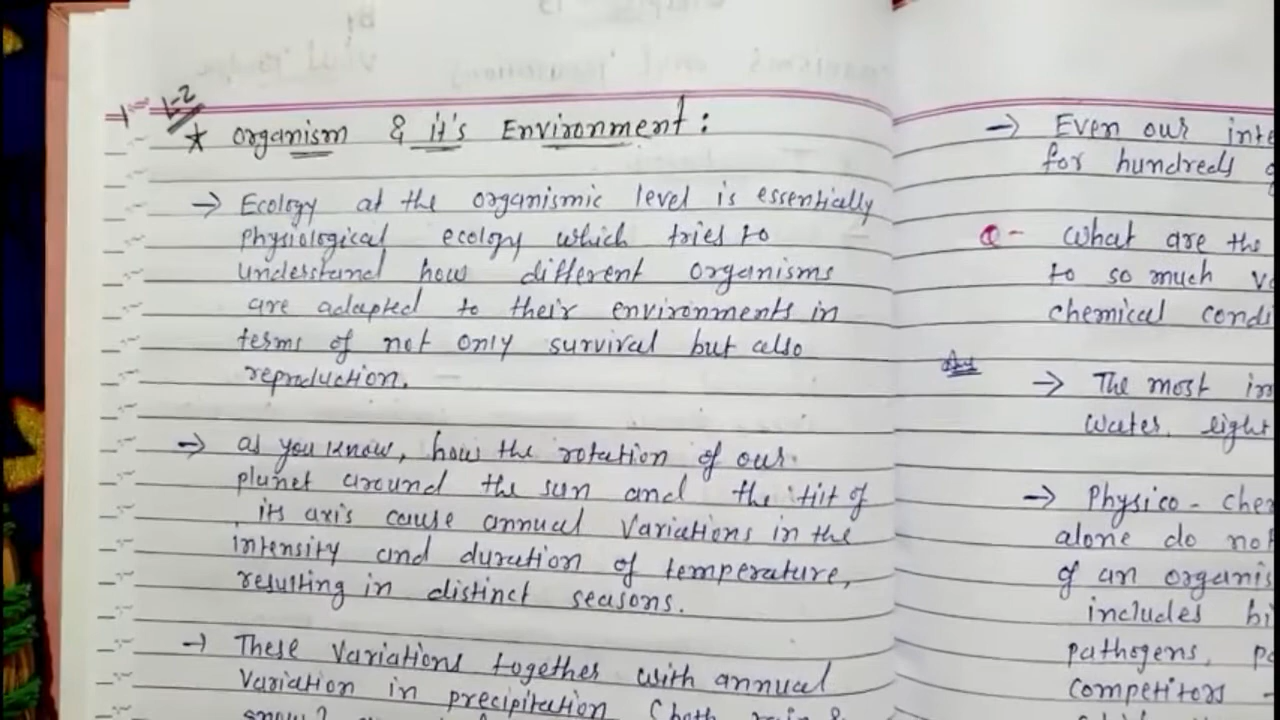 L-2
* Organism & it's Environment :
→ Ecology at the organismic level is essentially
physiological ecology which tries to
understand how different organisms
are adapted to their environments in
terms of not only survival but also
reproduction.
→ as you know, how the rotation of our
planet around the sun and the tilt of
its axis cause annual variations in the
intensity and duration of temperature,
resulting in distinct seasons.
→ These variations together with annual
variation in precipitation (both rain &
snow)
→ Even our
for hundreds
Q - What are the
to so much
chemical
Ans
→ The most
water, light
→ Physico -
alone do
of an
includes
pathogens,
competitors